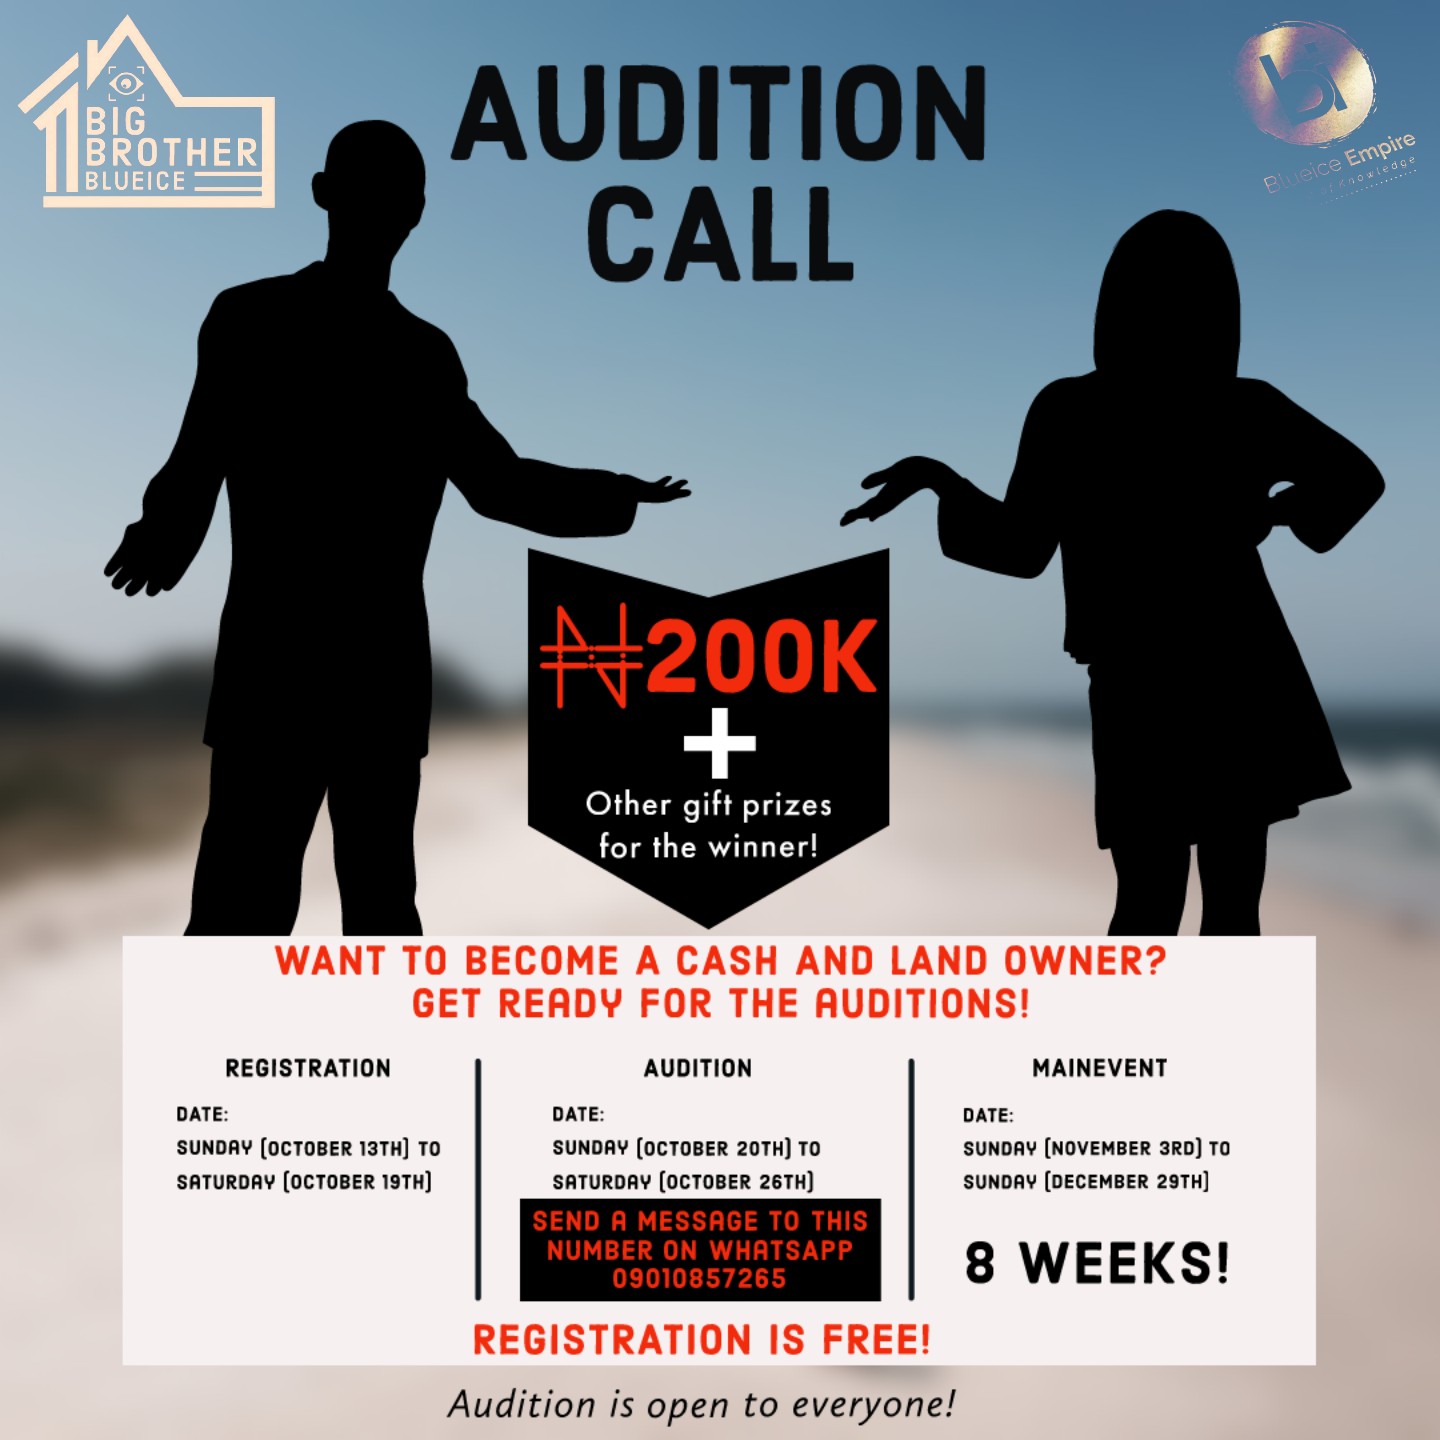 BIG
BROTHER
BLUEICE
AUDITION
CALL
bi
Blueice Empire
of Knowledge
₦200K
+
Other gift prizes
for the winner!
WANT TO BECOME A CASH AND LAND OWNER?
GET READY FOR THE AUDITIONS!
REGISTRATION
DATE:
SUNDAY (OCTOBER 13TH) TO
SATURDAY (OCTOBER 19TH)
AUDITION
DATE:
SUNDAY (OCTOBER 20TH) TO
SATURDAY (OCTOBER 26TH)
SEND A MESSAGE TO THIS
NUMBER ON WHATSAPP
09010857265
MAINEVENT
DATE:
SUNDAY (NOVEMBER 3RD) TO
SUNDAY (DECEMBER 29TH)
8 WEEKS!
REGISTRATION IS FREE!
Audition is open to everyone!